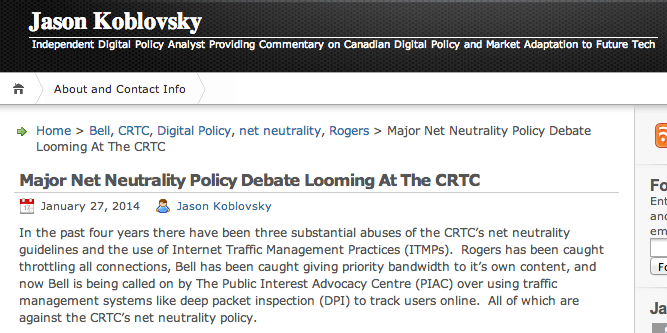 Jason Koblovsky
Independent Digital Policy Analyst Providing Commentary on Canadian Digital Policy and Market Adaptation to Future Tech
About and Contact Info
Home > Bell, CRTC, Digital Policy, net neutrality, Rogers > Major Net Neutrality Policy Debate
Looming At The CRTC
Major Net Neutrality Policy Debate Looming At The CRTC
January 27, 2014 Jason Koblovsky
In the past four years there have been three substantial abuses of the CRTC's net neutrality
guidelines and the use of Internet Traffic Management Practices (ITMPs). Rogers has been caught
throttling all connections, Bell has been caught giving priority bandwidth to it's own content, and
now Bell is being called on by The Public Interest Advocacy Centre (PIAC) over using traffic
management systems like deep packet inspection (DPI) to track users online. All of which are
against the CRTC's net neutrality policy.
Fo
Ent
and
em
Fo
Ja